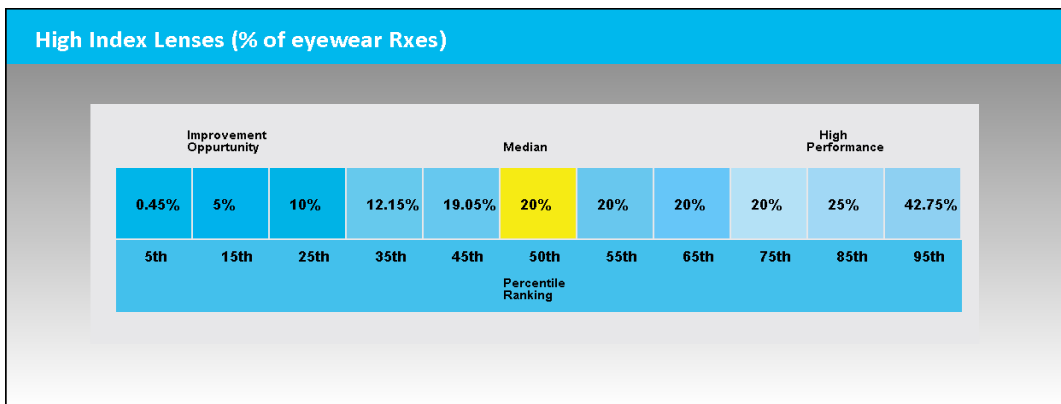 High Index Lenses (% of eyewear Rxes)
Improvement
Oppurtunity
Median
High
Performance
0.45% 5% 10% 12.15% 19.05% 20% 20% 20% 20% 25% 42.75%
5th 15th 25th 35th 45th 50th 55th 65th 75th 85th 95th
Percentile
Ranking